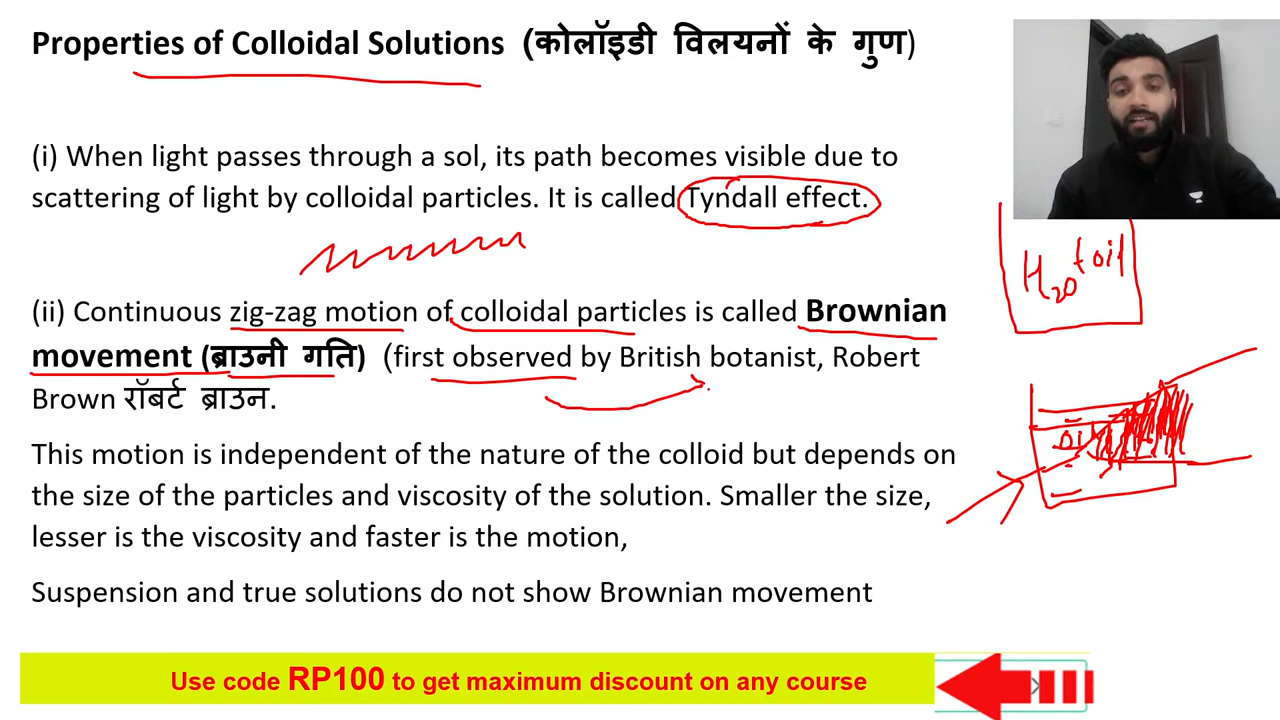 Properties of Colloidal Solutions (कोलॉइडी विलयनों के गुण)
(i) When light passes through a sol, its path becomes visible due to
scattering of light by colloidal particles. It is called Tyndall effect.
H20 + oil
(ii) Continuous zig-zag motion of colloidal particles is called Brownian
movement (ब्राउनी गति) (first observed by British botanist, Robert
Brown रॉबर्ट ब्राउन.
Oil
This motion is independent of the nature of the colloid but depends on
the size of the particles and viscosity of the solution. Smaller the size,
lesser is the viscosity and faster is the motion,
Suspension and true solutions do not show Brownian movement
Use code RP100 to get maximum discount on any course